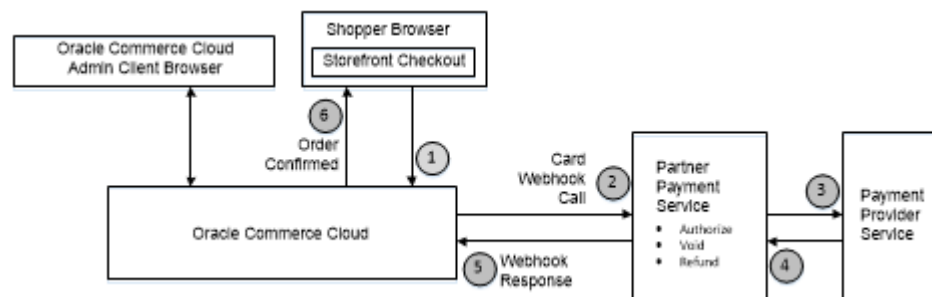 Oracle Commerce Cloud
Admin Client Browser
Shopper Browser
Storefront Checkout
6
Order
Confirmed
1
Card
Webhook
Call
2
Partner
Payment
Service
• Authorize
• Void
• Refund
3
Payment
Provider
Service
4
Oracle Commerce Cloud
5
Webhook
Response